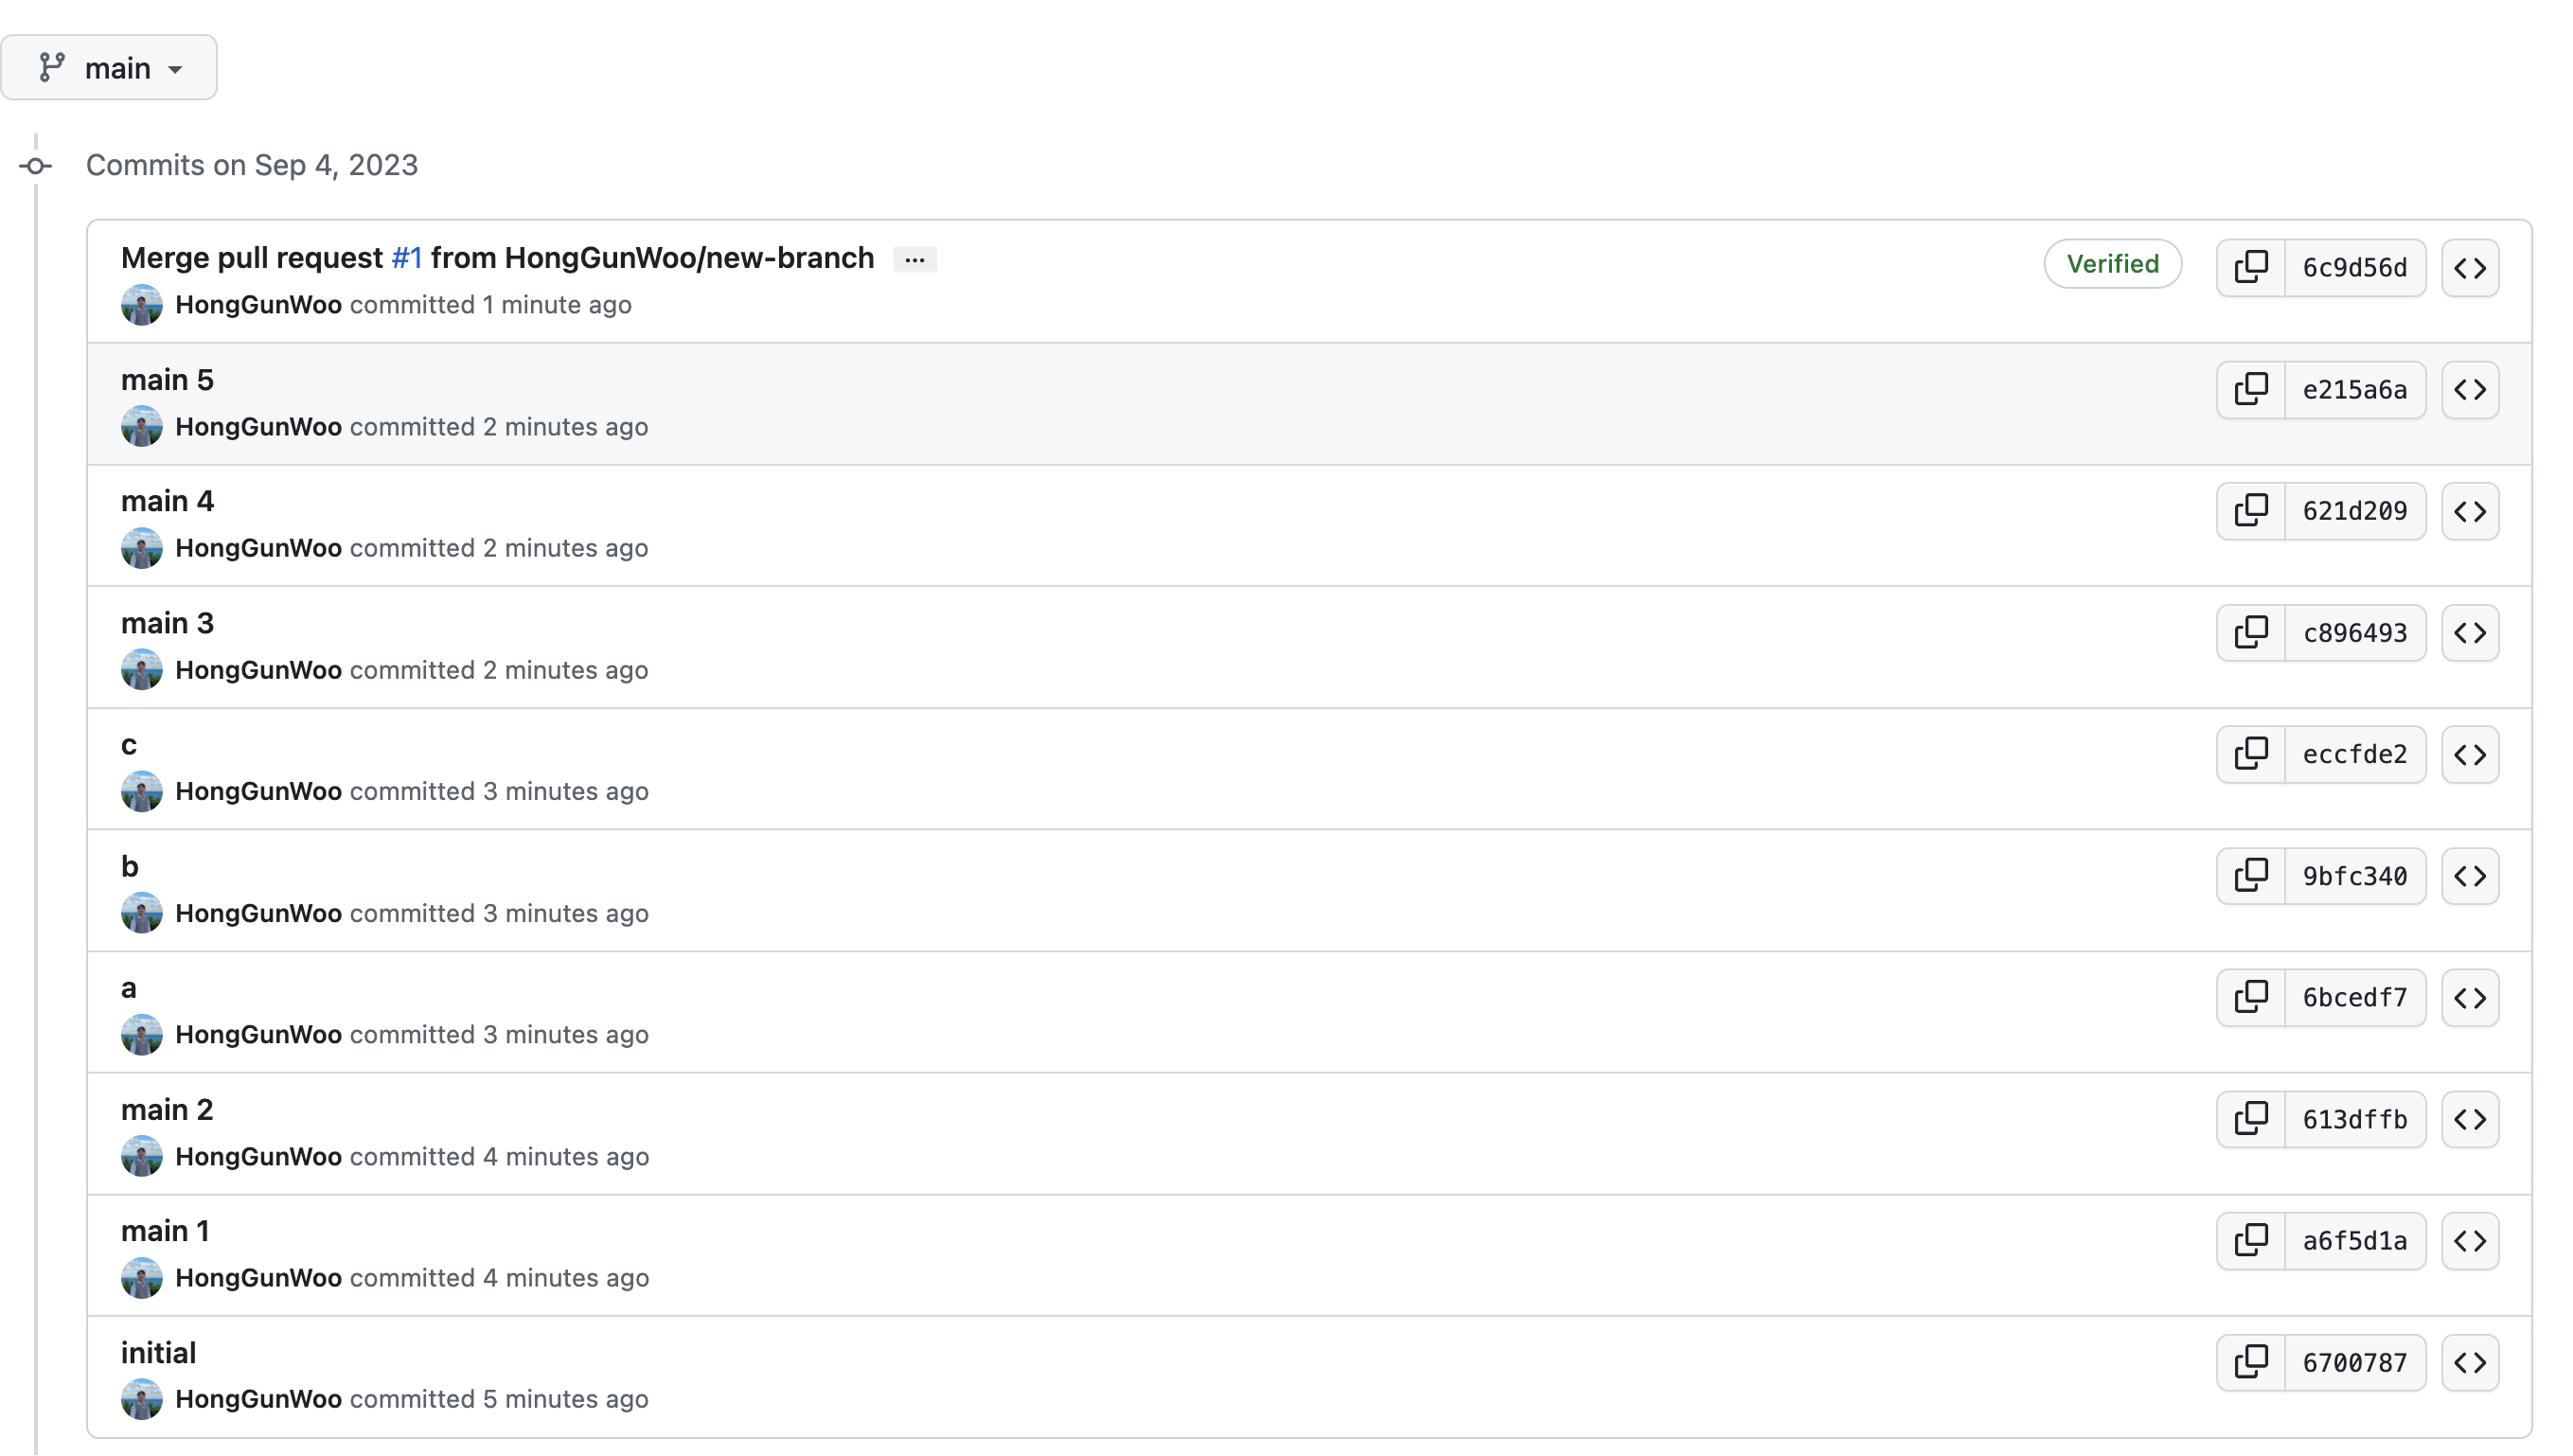 main
Commits on Sep 4, 2023
Merge pull request #1 from HongGunWoo/new-branch ...
Verified
6c9d56d
HongGunWoo committed 1 minute ago
main 5
e215a6a
HongGunWoo committed 2 minutes ago
main 4
621d209
HongGunWoo committed 2 minutes ago
main 3
c896493
HongGunWoo committed 2 minutes ago
c
eccfde2
HongGunWoo committed 3 minutes ago
b
9bfc340
HongGunWoo committed 3 minutes ago
a
6bcedf7
HongGunWoo committed 3 minutes ago
main 2
613dffb
HongGunWoo committed 4 minutes ago
main 1
a6f5d1a
HongGunWoo committed 4 minutes ago
initial
6700787
HongGunWoo committed 5 minutes ago